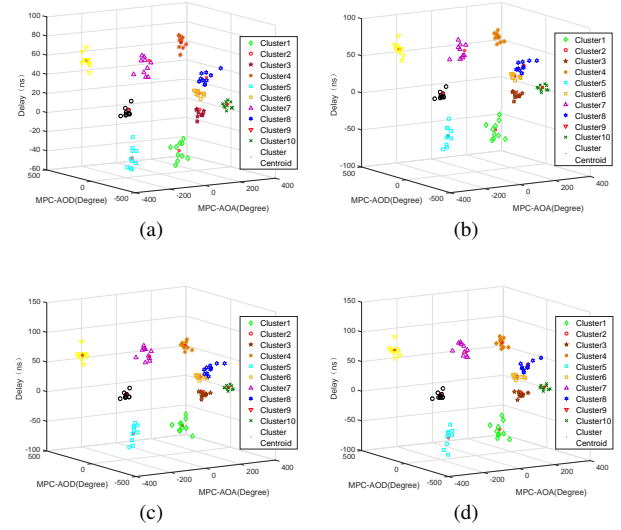 100
80
60
40
20
0
-20
-40
-60
Delay (ns)
500
0
-500
MPC-AOD(Degree)
-400
-200
0
200
400
MPC-AOA(Degree)
Cluster1
Cluster2
Cluster3
Cluster4
Cluster5
Cluster6
Cluster7
Cluster8
Cluster9
Cluster10
Cluster
Centroid
(a)
100
50
0
-50
-100
Delay (ns)
500
0
-500
MPC-AOD(Degree)
-400
-200
0
200
400
MPC-AOA(Degree)
Cluster1
Cluster2
Cluster3
Cluster4
Cluster5
Cluster6
Cluster7
Cluster8
Cluster9
Cluster10
Cluster
Centroid
(b)
150
100
50
0
-50
-100
Delay (ns)
500
0
-500
MPC-AOD(Degree)
-400
-200
0
200
400
MPC-AOA(Degree)
Cluster1
Cluster2
Cluster3
Cluster4
Cluster5
Cluster6
Cluster7
Cluster8
Cluster9
Cluster10
Cluster
Centroid
(c)
150
100
50
0
-50
-100
Delay (ns)
500
0
-500
MPC-AOD(Degree)
-400
-200
0
200
400
MPC-AOA(Degree)
Cluster1
Cluster2
Cluster3
Cluster4
Cluster5
Cluster6
Cluster7
Cluster8
Cluster9
Cluster10
Cluster
Centroid
(d)